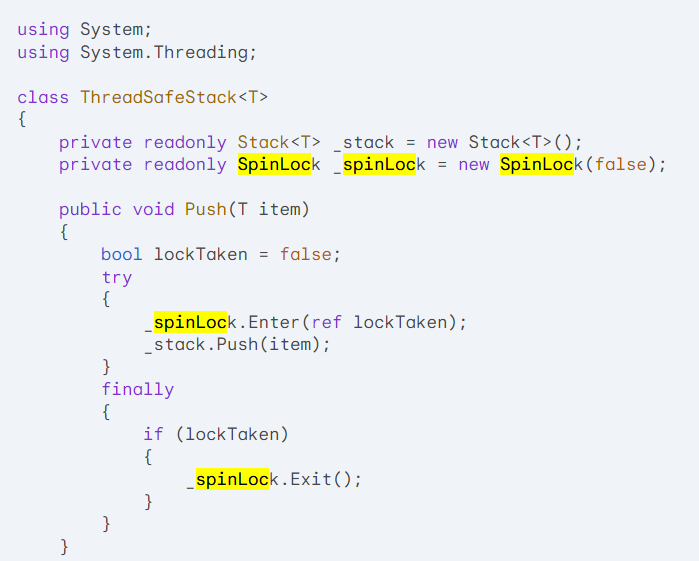 using System;
using System.Threading;
class ThreadSafeStack<T>
{
    private readonly Stack<T> _stack = new Stack<T>();
    private readonly SpinLock _spinLock = new SpinLock(false);
    public void Push(T item)
    {
        bool lockTaken = false;
        try
        {
            _spinLock.Enter(ref lockTaken);
            _stack.Push(item);
        }
        finally
        {
            if (lockTaken)
            {
                _spinLock.Exit();
            }
        }
    }